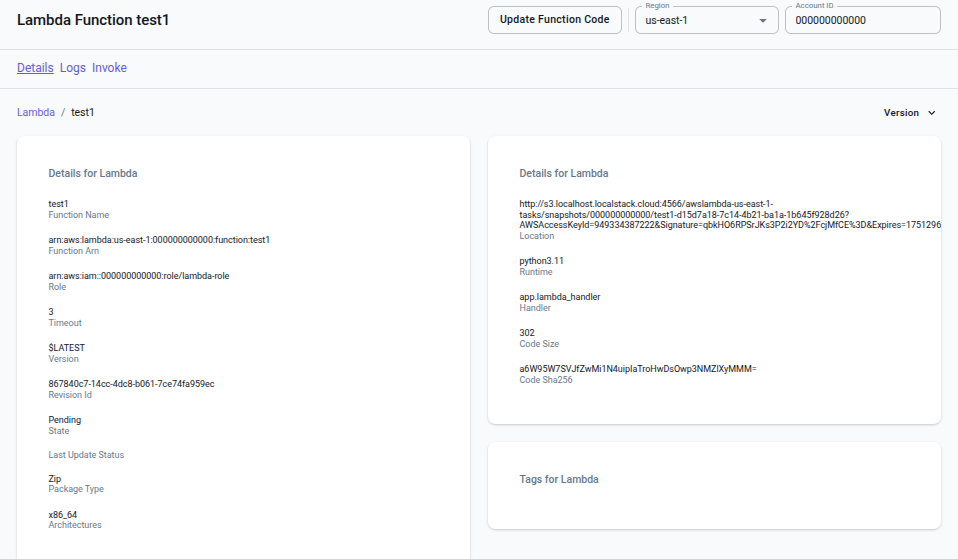 Lambda Function test1
Update Function Code
Region
us-east-1
Account ID
000000000000
Details Logs Invoke
Lambda / test1
Version
Details for Lambda
test1
Function Name
arn:aws:lambda:us-east-1:000000000000:function:test1
Function Arn
arn:aws:iam::000000000000:role/lambda-role
Role
3
Timeout
$LATEST
Version
867840c7-14cc-4dc8-b061-7ce74fa959ec
Revision Id
Pending
State
Last Update Status
Zip
Package Type
x86_64
Architectures
Details for Lambda
http://s3.localhost.localstack.cloud:4566/awslambda-us-east-1-
tasks/snapshots/000000000000/test1-d15d7a18-7c14-4b21-ba1a-1b645f928d26?
AWSAccessKeyId=949334387222&Signature=qbkHO6RPSrJKs3P2i2YD%2FcjMfCE%3D&Expires=1751296
Location
python3.11
Runtime
app.lambda_handler
Handler
302
Code Size
a6W95W7SVJfZwMi1N4uipIaTroHwDsOwp3NMZlXyMMM=
Code Sha256
Tags for Lambda